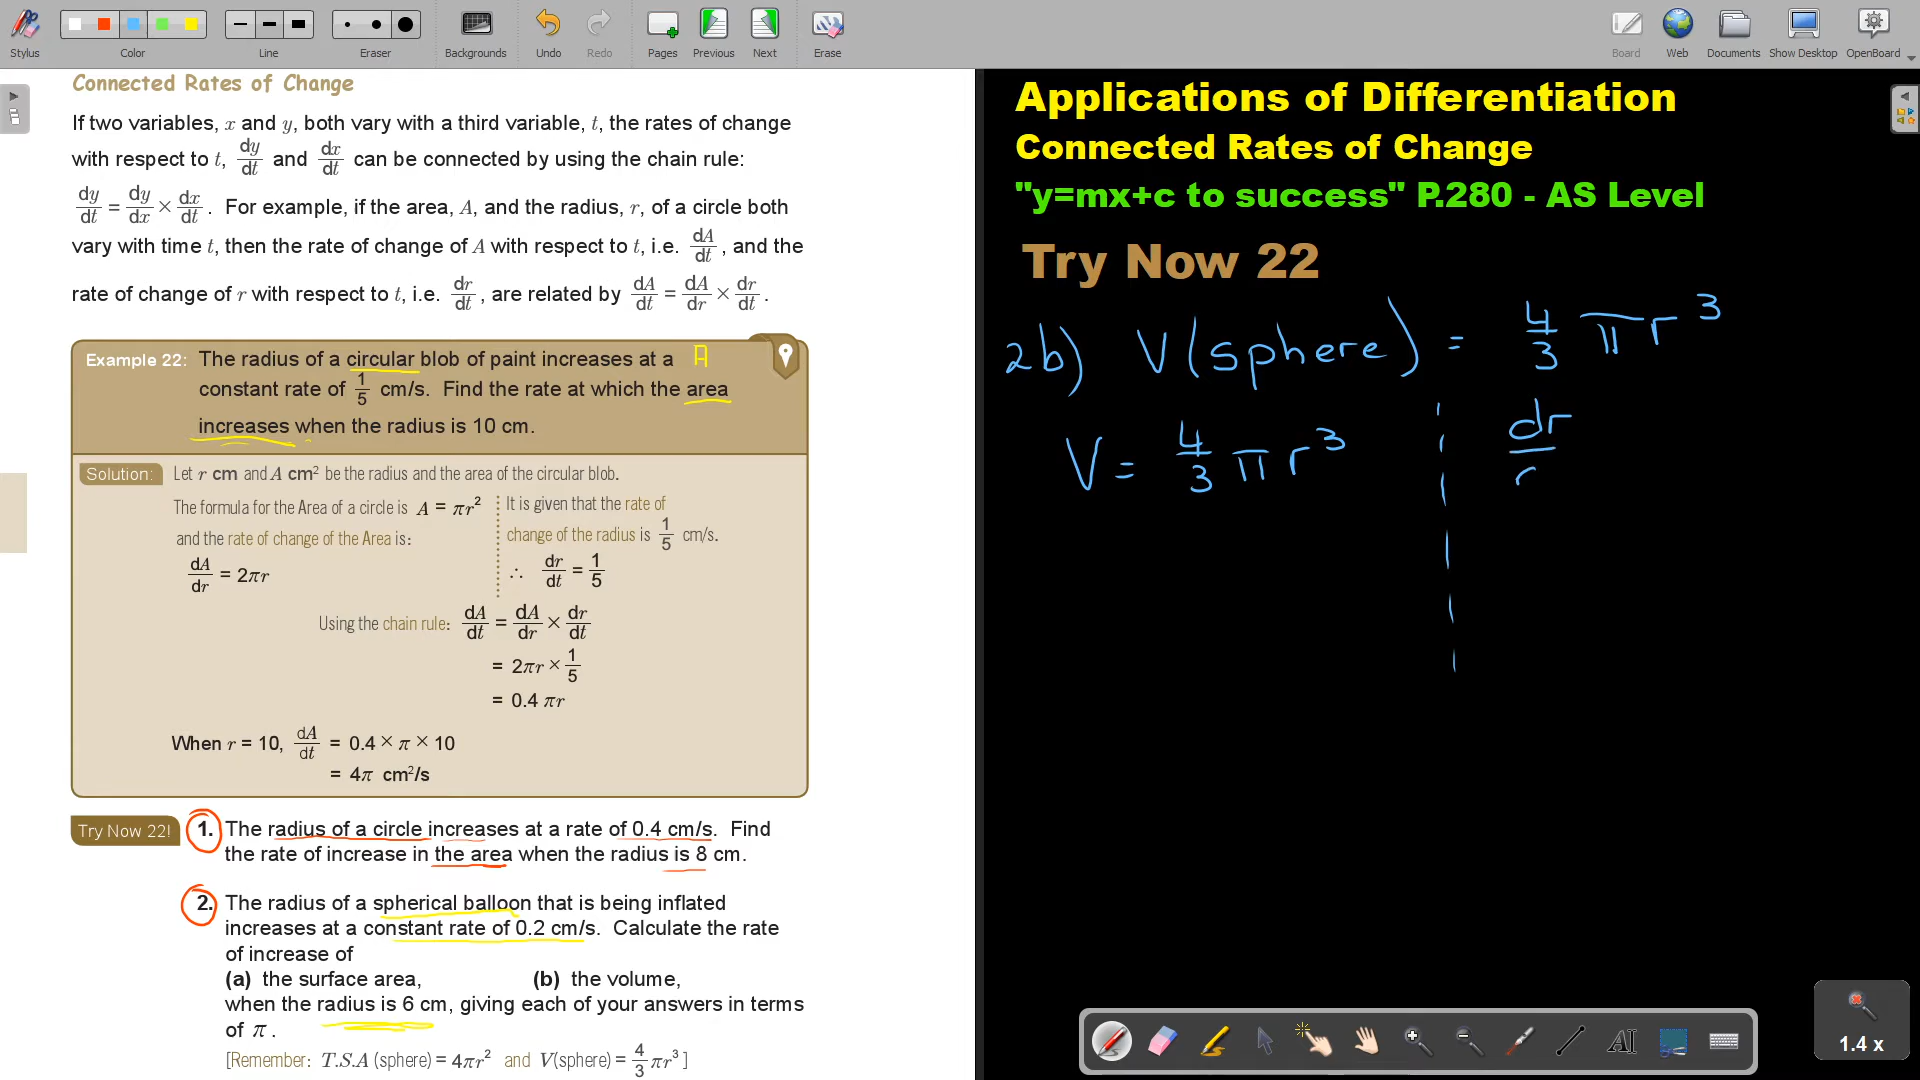 Stylus Color Line Eraser Backgrounds Undo Redo Pages Previous Next Erase Board Web Documents Show Desktop OpenBoard
Connected Rates of Change
If two variables, x and y, both vary with a third variable, t, the rates of change
with respect to t, dy/dt and dx/dt can be connected by using the chain rule:
dy/dt = dy/dx × dx/dt. For example, if the area, A, and the radius, r, of a circle both
vary with time t, then the rate of change of A with respect to t, i.e. dA/dt, and the
rate of change of r with respect to t, i.e. dr/dt, are related by dA/dt = dA/dr × dr/dt.
Example 22: The radius of a circular blob of paint increases at a A
constant rate of 1/5 cm/s. Find the rate at which the area
increases when the radius is 10 cm.
Solution: Let r cm and A cm² be the radius and the area of the circular blob.
The formula for the Area of a circle is A = πr²
and the rate of change of the Area is:
dA/dr = 2πr
It is given that the rate of
change of the radius is 1/5 cm/s.
∴ dr/dt = 1/5
Using the chain rule: dA/dt = dA/dr × dr/dt
= 2πr × 1/5
= 0.4 πr
When r = 10, dA/dt = 0.4 × π × 10
= 4π cm²/s
Try Now 22! 1. The radius of a circle increases at a rate of 0.4 cm/s. Find
the rate of increase in the area when the radius is 8 cm.
2. The radius of a spherical balloon that is being inflated
increases at a constant rate of 0.2 cm/s. Calculate the rate
of increase of
(a) the surface area, (b) the volume,
when the radius is 6 cm, giving each of your answers in terms
of π.
[Remember: T.S.A (sphere) = 4πr² and V(sphere) = 4/3 πr³]
Applications of Differentiation
Connected Rates of Change
"y=mx+c to success" P.280 - AS Level
Try Now 22
2b) V(sphere) = 4/3 πr³
V = 4/3 πr³
dr/r
AI
1.4 x